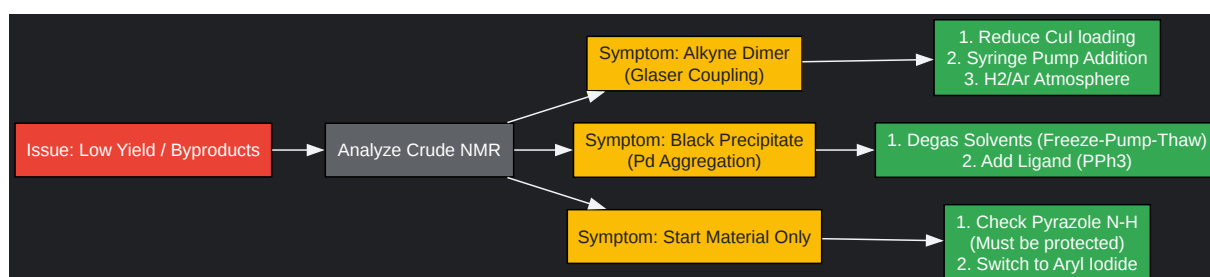 Issue: Low Yield / Byproducts
Analyze Crude NMR
Symptom: Alkyne Dimer
(Glaser Coupling)
1. Reduce CuI loading
2. Syringe Pump Addition
3. H2/Ar Atmosphere
Symptom: Black Precipitate
(Pd Aggregation)
1. Degas Solvents (Freeze-Pump-Thaw)
2. Add Ligand (PPh3)
Symptom: Start Material Only
1. Check Pyrazole N-H
(Must be protected)
2. Switch to Aryl Iodide